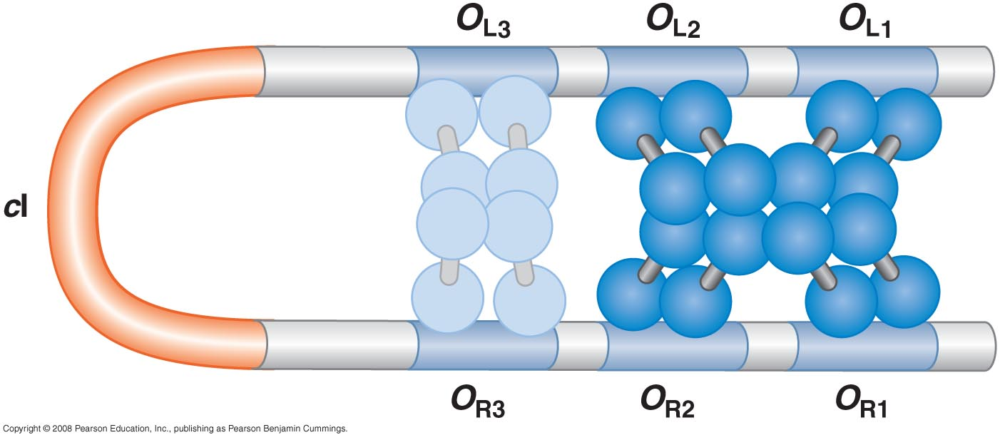 OL3 OL2 OL1
cI
OR3 OR2 OR1
Copyright © 2008 Pearson Education, Inc., publishing as Pearson Benjamin Cummings.